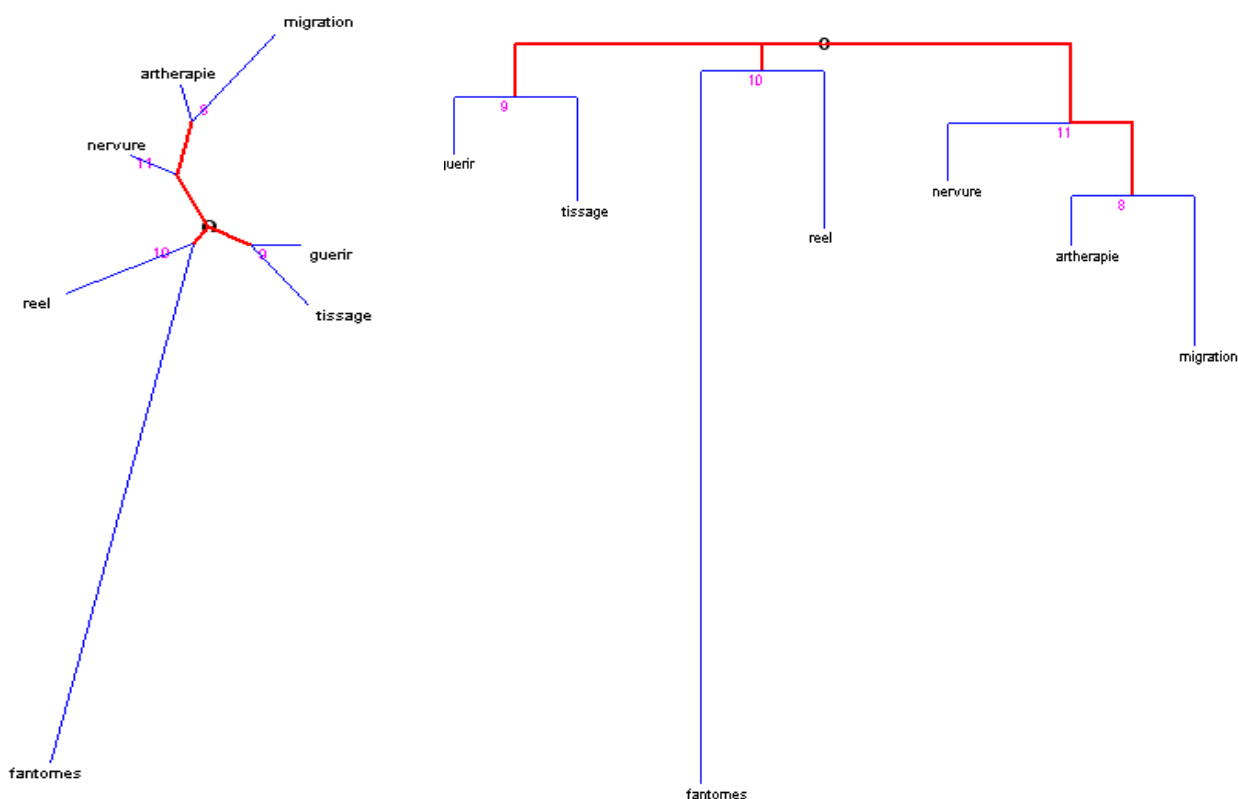 migration
artherapie
8
nervure
11
0
10
9
guerir
reel
tissage
fantomes
0
9
10
11
uerir
nervure
tissage
8
reel
artherapie
migration
fantomes